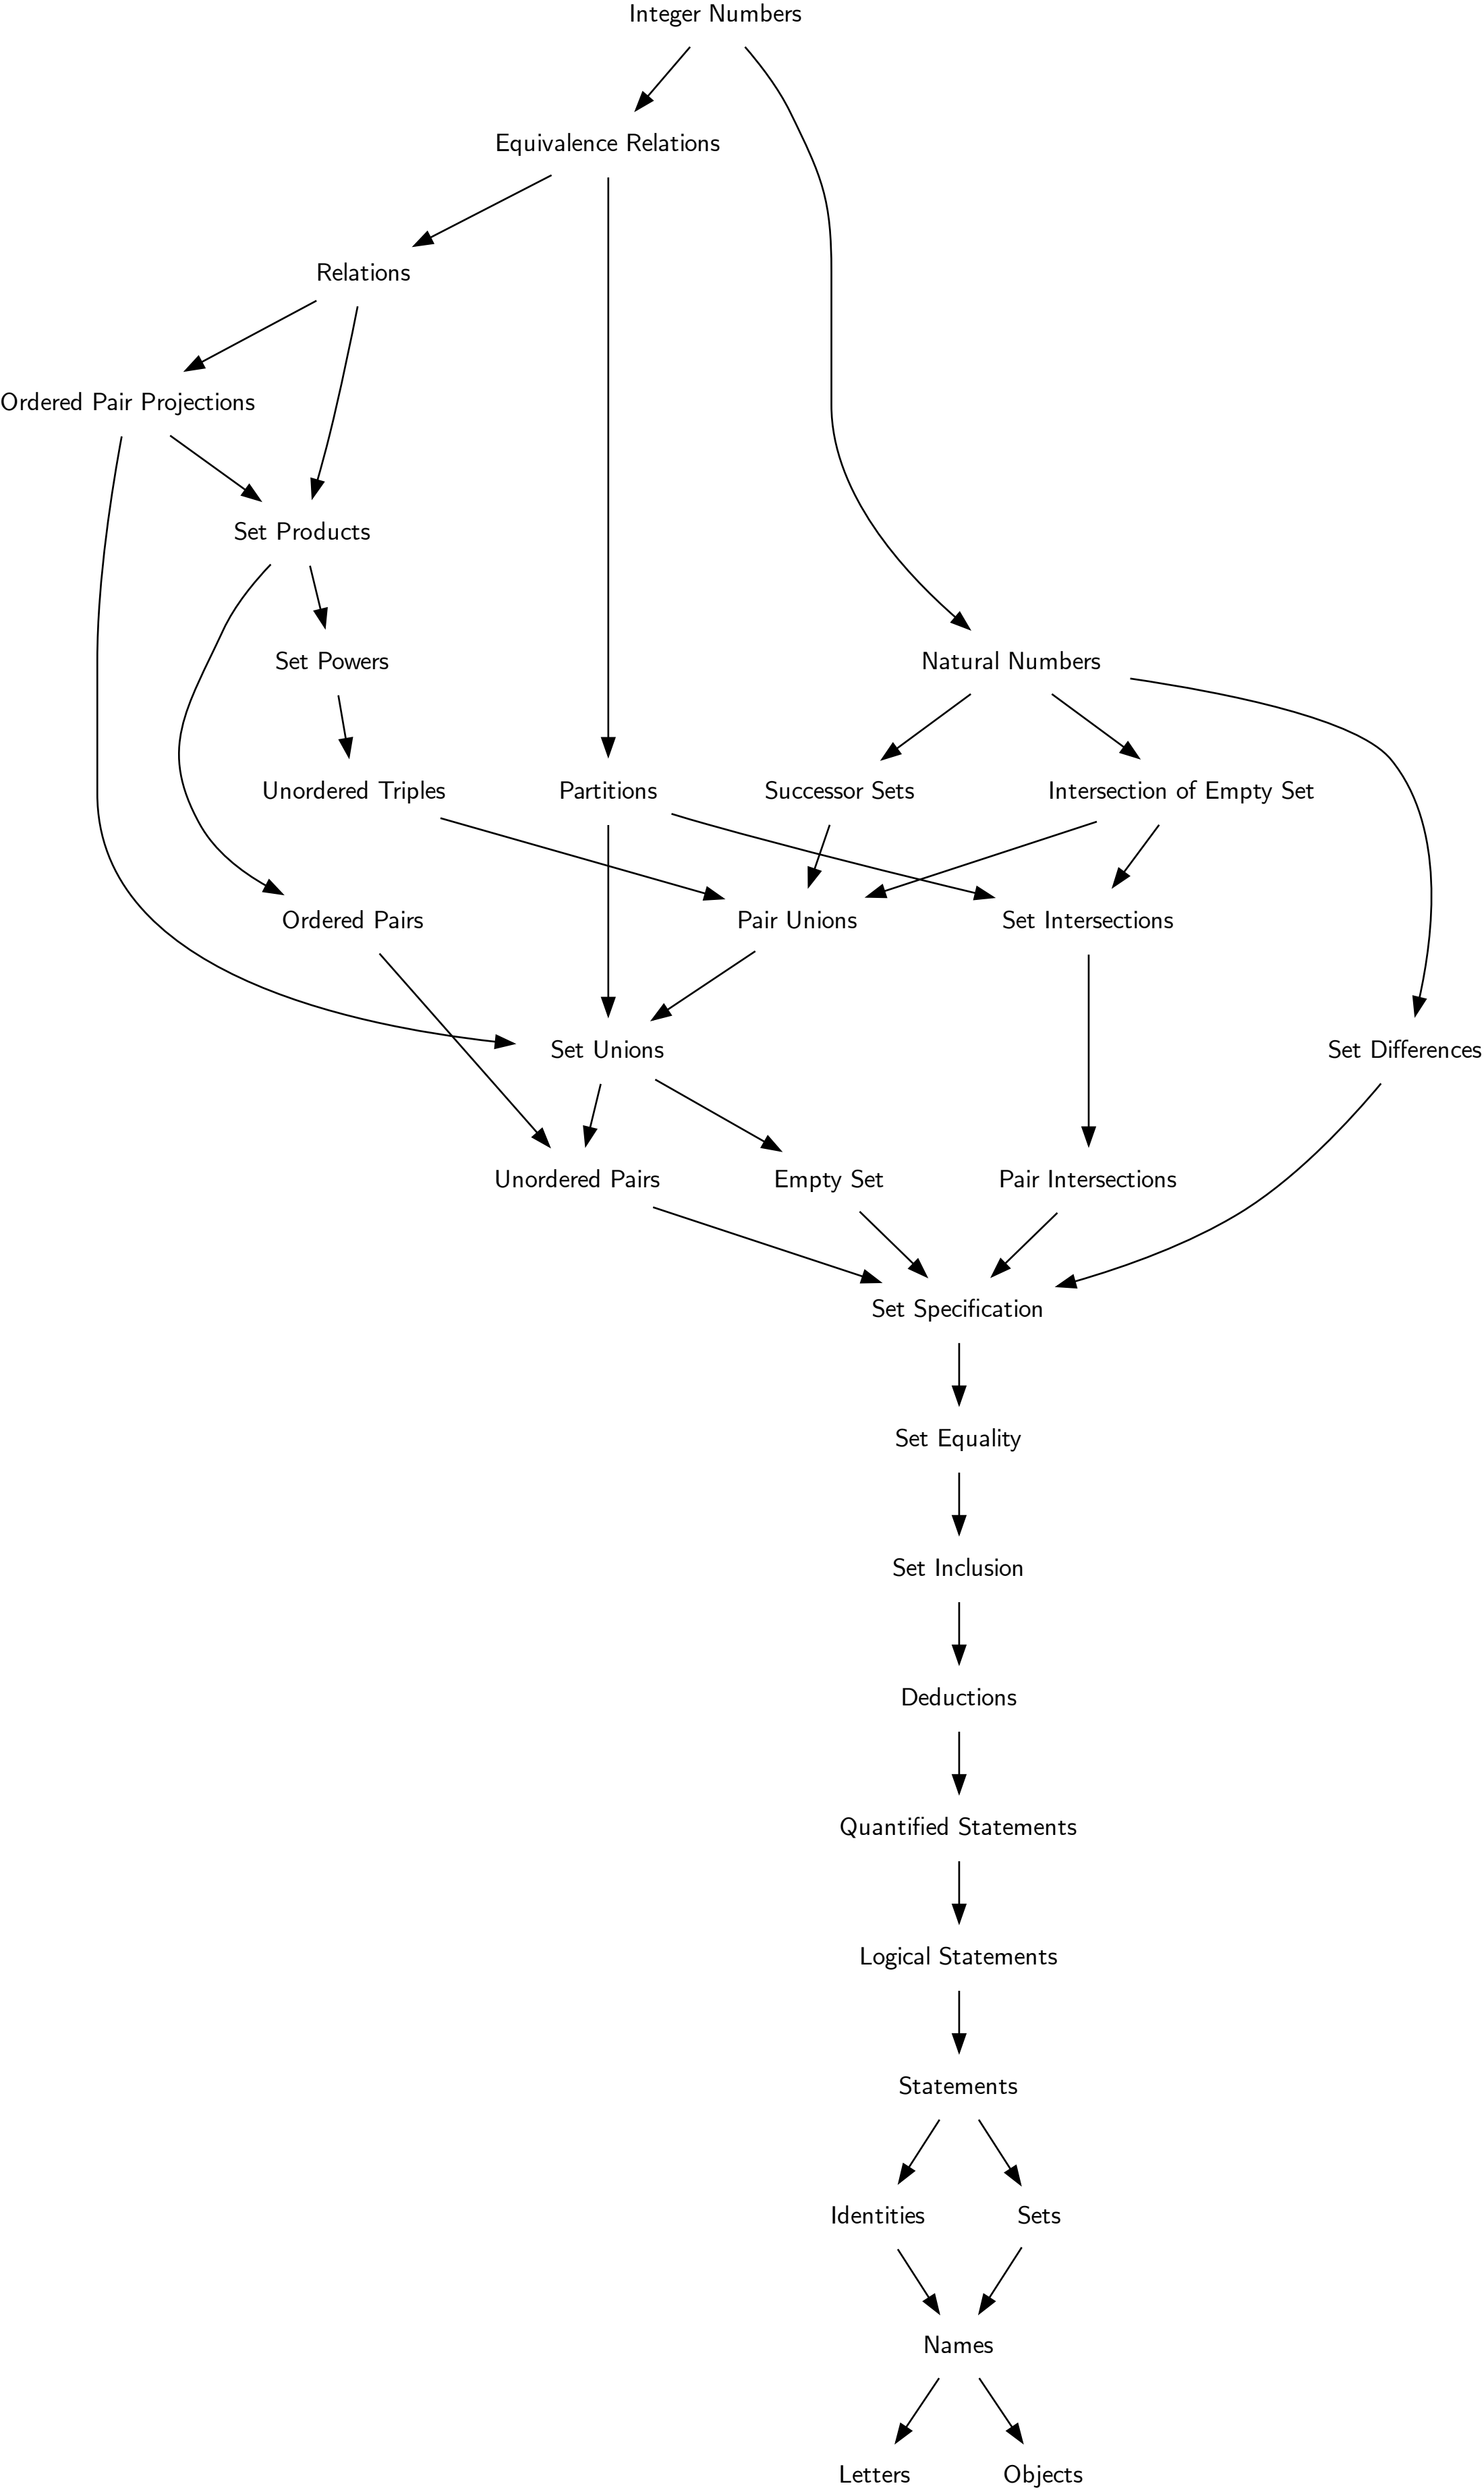 Integer Numbers
Equivalence Relations
Relations
Ordered Pair Projections
Set Products
Set Powers
Natural Numbers
Unordered Triples
Partitions
Successor Sets
Intersection of Empty Set
Ordered Pairs
Pair Unions
Set Intersections
Set Unions
Set Differences
Unordered Pairs
Empty Set
Pair Intersections
Set Specification
Set Equality
Set Inclusion
Deductions
Quantified Statements
Logical Statements
Statements
Identities
Sets
Names
Letters
Objects